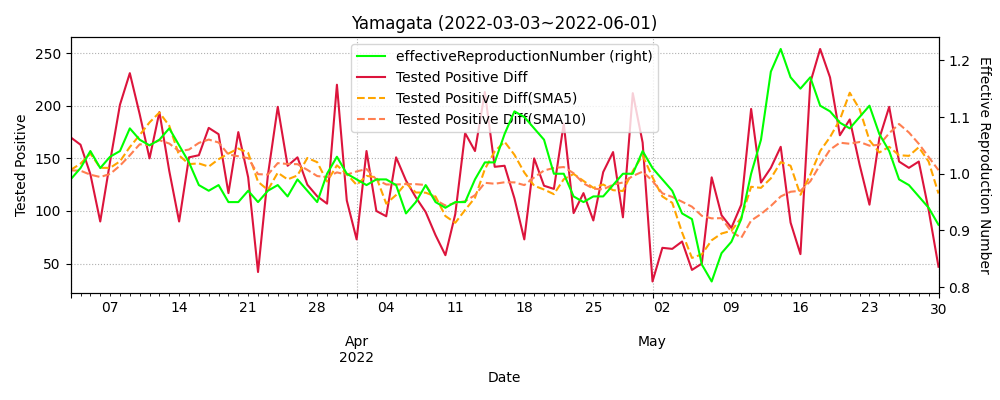 Yamagata (2022-03-03~2022-06-01)
effectiveReproductionNumber (right)
Tested Positive Diff
Tested Positive Diff(SMA5)
Tested Positive Diff(SMA10)
Tested Positive
250
200
150
100
50
1.2
1.1
1.0
0.9
0.8
Effective Reproduction Number
07 14 21 28 04 11 18 25 02 09 16 23 30
Apr May
2022
Date